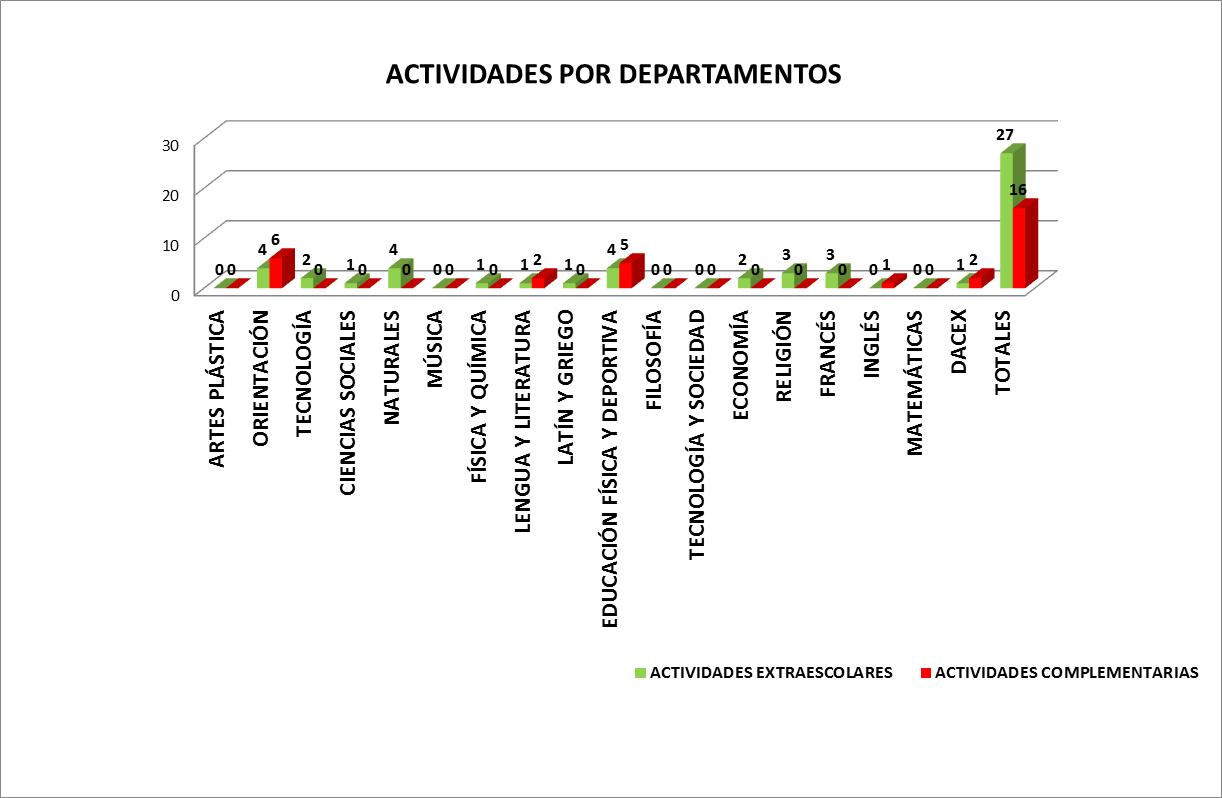 ACTIVIDADES POR DEPARTAMENTOS
30
20
10
0
0 0
4 6
2 0
1 0
4 0
0 0
1 0
1 2
1 0
4 5
0 0
0 0
2 0
3 0
3 0
0 1
0 0
1 2
27 16
ARTES PLÁSTICA
ORIENTACIÓN
TECNOLOGÍA
CIENCIAS SOCIALES
NATURALES
MÚSICA
FÍSICA Y QUÍMICA
LENGUA Y LITERATURA
LATÍN Y GRIEGO
EDUCACIÓN FÍSICA Y DEPORTIVA
FILOSOFÍA
TECNOLOGÍA Y SOCIEDAD
ECONOMÍA
RELIGIÓN
FRANCÉS
INGLÉS
MATEMÁTICAS
DACEX
TOTALES
ACTIVIDADES EXTRAESCOLARES
ACTIVIDADES COMPLEMENTARIAS